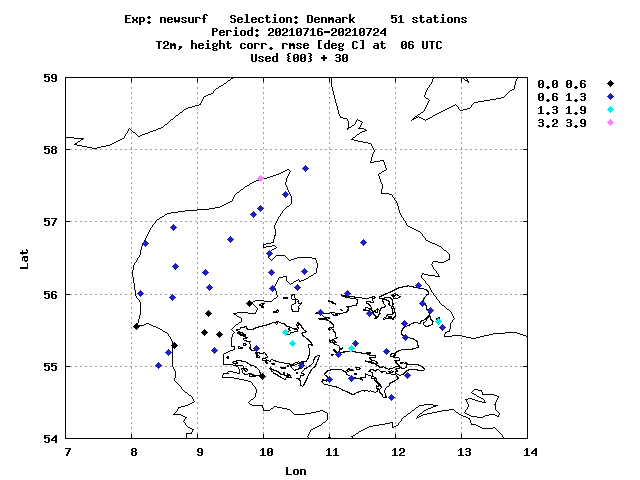 Exp: newsurf Selection: Denmark 51 stations
Period: 20210716-20210724
T2m, height corr. rmse [deg C] at 06 UTC
Used {00} + 30
0.0 0.6
0.6 1.3
1.3 1.9
3.2 3.9
59
58
57
56
55
54
Lat
7 8 9 10 11 12 13 14
Lon